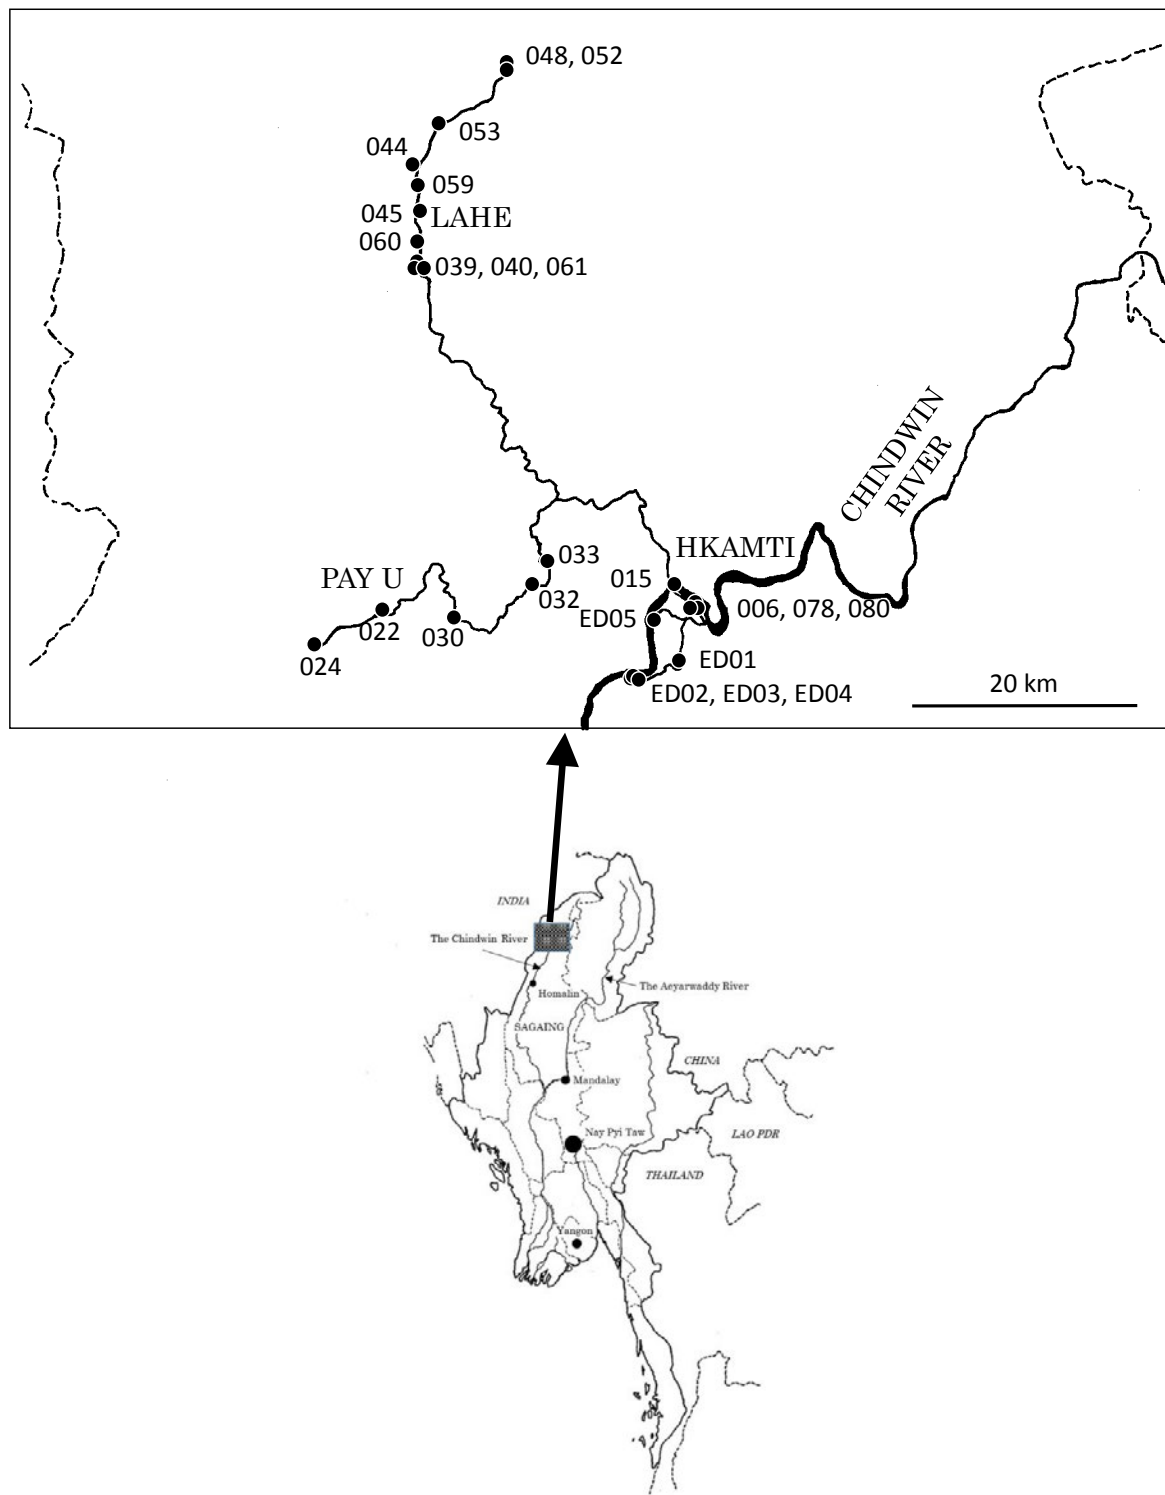 048, 052
053
044
059
045
LAHE
060
039, 040, 061
CHINDWIN
RIVER
HKAMTI
033
PAY U
015
032
006, 078, 080
022
ED05
030
024
ED01
ED02, ED03, ED04
20 km
INDIA
The Chindwin River
Homalin
The Aeyarwaddy River
SAGAING
CHINA
Mandalay
Nay Pyi Taw
LAO PDR
THAILAND
Yangon